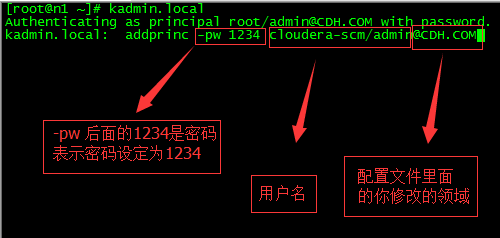 [root@n1 ~]# kadmin.local
Authenticating as principal root/admin@CDH.COM with password.
kadmin.local:  addprinc -pw 1234 cloudera-scm/admin@CDH.COM
-pw 后面的1234是密码
表示密码设定为1234
用户名
配置文件里面
的你修改的领域